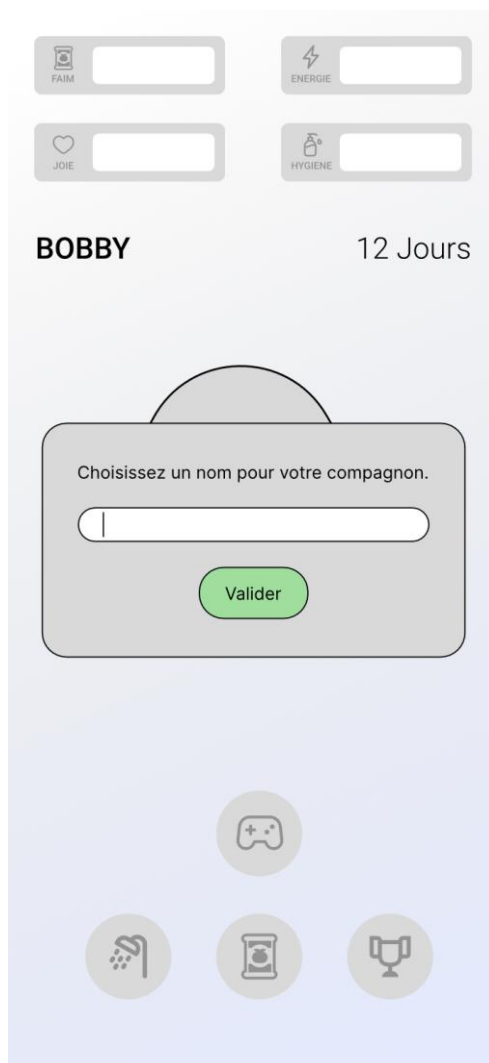 FAIM
ENERGIE
JOIE
HYGIENE
BOBBY
12 Jours
Choisissez un nom pour votre compagnon.
Valider